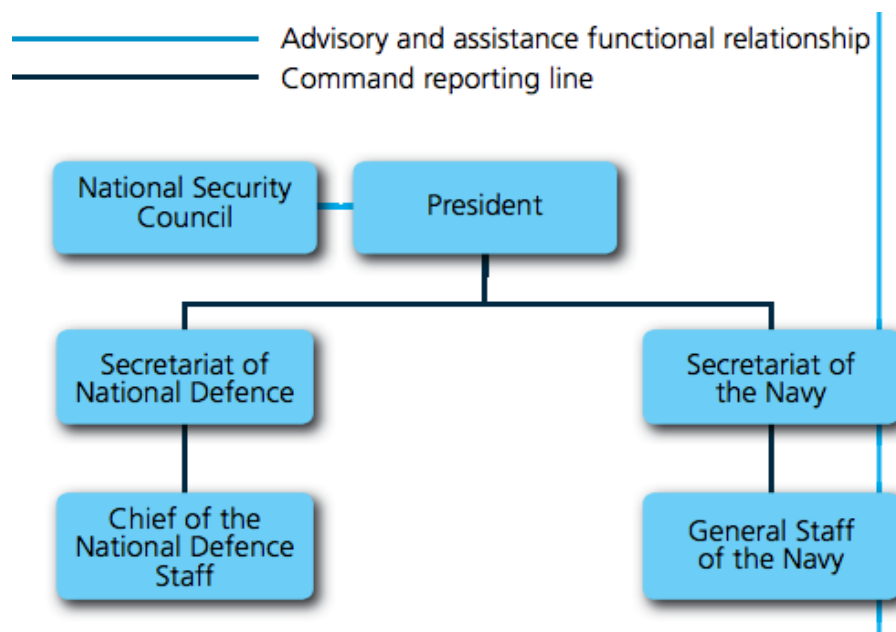 Advisory and assistance functional relationship
Command reporting line
National Security
Council
President
Secretariat of
National Defence
Secretariat of
the Navy
Chief of the
National Defence
Staff
General Staff
of the Navy